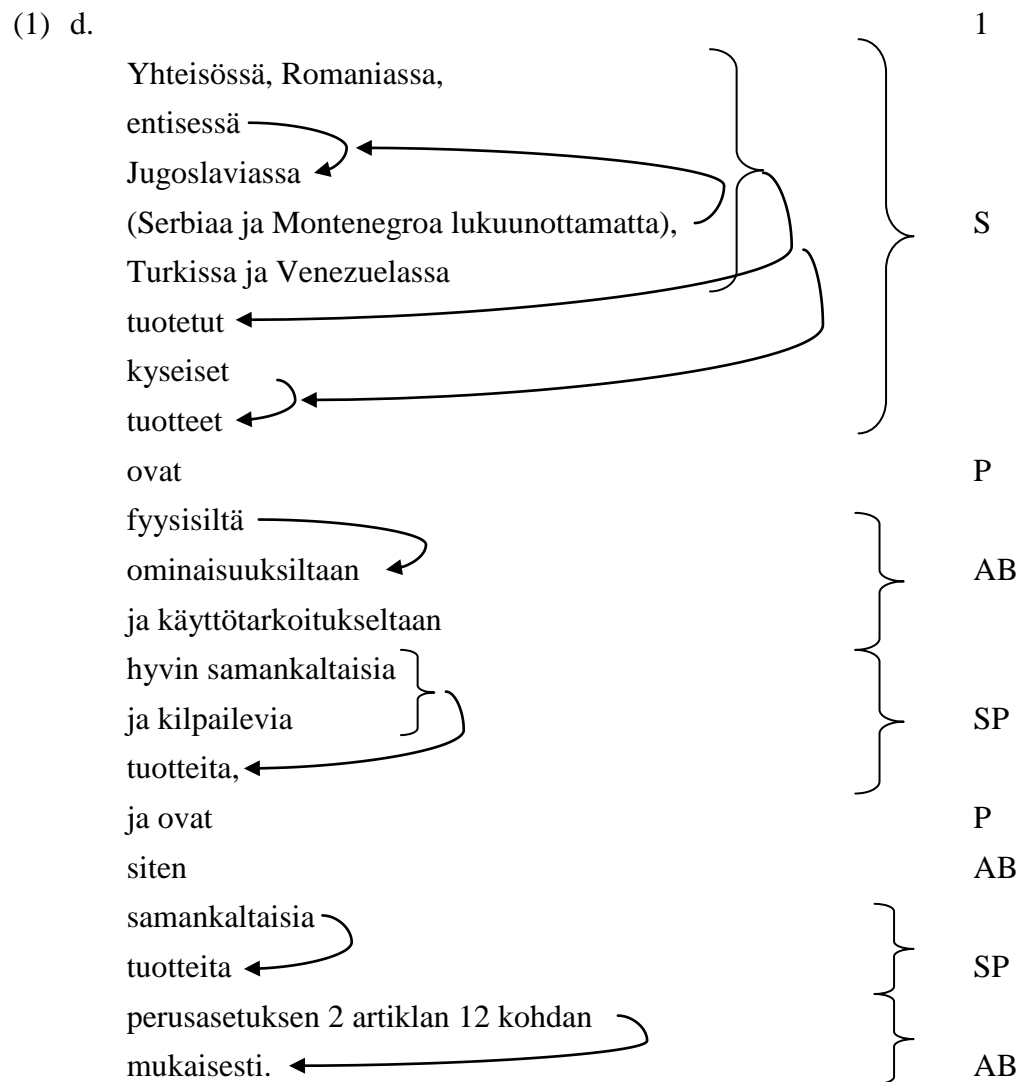 (1) d. 1
Yhteisössä, Romaniassa,
entisessä
Jugoslaviassa
(Serbiaa ja Montenegroa lukuunottamatta), S
Turkissa ja Venezuelassa
tuotetut
kyseiset
tuotteet
ovat P
fyysisiltä
ominaisuuksiltaan AB
ja käyttötarkoitukseltaan
hyvin samankaltaisia
ja kilpailevia SP
tuotteita,
ja ovat P
siten AB
samankaltaisia
tuotteita SP
perusasetuksen 2 artiklan 12 kohdan
mukaisesti. AB